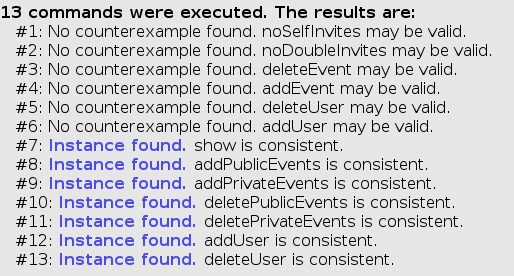 13 commands were executed. The results are:
#1: No counterexample found. noSelfInvites may be valid.
#2: No counterexample found. noDoubleInvites may be valid.
#3: No counterexample found. deleteEvent may be valid.
#4: No counterexample found. addEvent may be valid.
#5: No counterexample found. deleteUser may be valid.
#6: No counterexample found. addUser may be valid.
#7: Instance found. show is consistent.
#8: Instance found. addPublicEvents is consistent.
#9: Instance found. addPrivateEvents is consistent.
#10: Instance found. deletePublicEvents is consistent.
#11: Instance found. deletePrivateEvents is consistent.
#12: Instance found. addUser is consistent.
#13: Instance found. deleteUser is consistent.